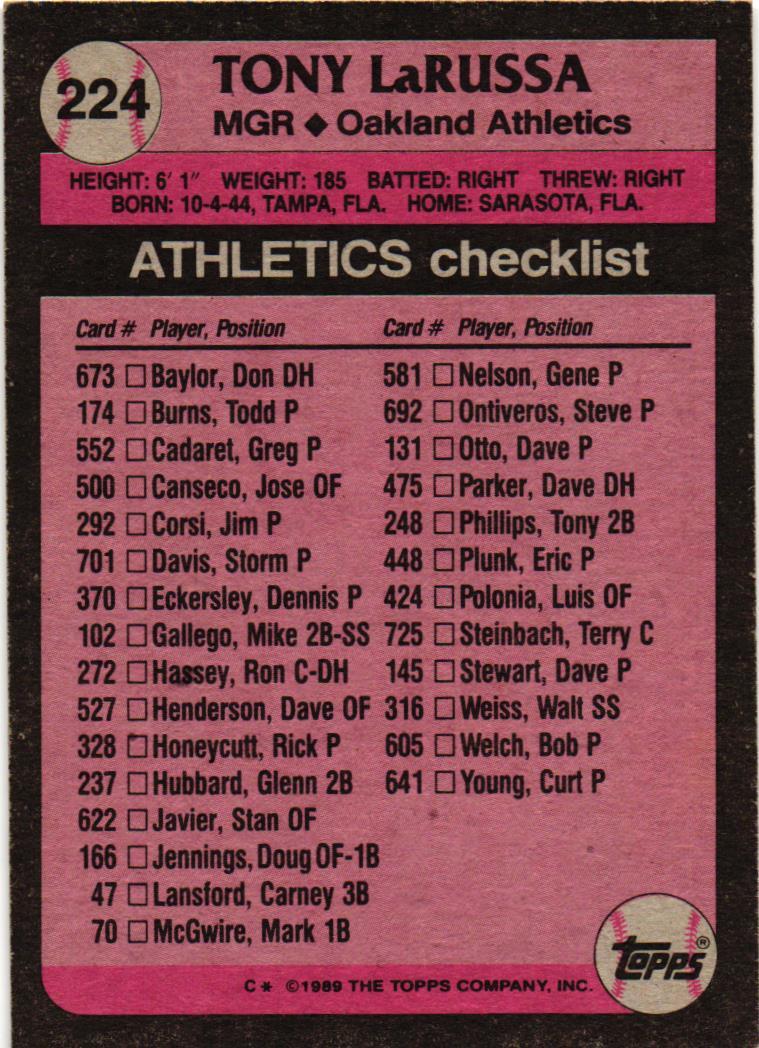 224
TONY LaRUSSA
MGR ◆ Oakland Athletics
HEIGHT: 6' 1" WEIGHT: 185 BATTED: RIGHT THREW: RIGHT
BORN: 10-4-44, TAMPA, FLA. HOME: SARASOTA, FLA.
ATHLETICS checklist
Card # Player, Position
673 □ Baylor, Don DH
174 □ Burns, Todd P
552 □ Cadaret, Greg P
500 □ Canseco, Jose OF
292 □ Corsi, Jim P
701 □ Davis, Storm P
370 □ Eckersley, Dennis P
102 □ Gallego, Mike 2B-SS
272 □ Hassey, Ron C-DH
527 □ Henderson, Dave OF
328 □ Honeycutt, Rick P
237 □ Hubbard, Glenn 2B
622 □ Javier, Stan OF
166 □ Jennings, Doug OF-1B
47 □ Lansford, Carney 3B
70 □ McGwire, Mark 1B
Card # Player, Position
581 □ Nelson, Gene P
692 □ Ontiveros, Steve P
131 □ Otto, Dave P
475 □ Parker, Dave DH
248 □ Phillips, Tony 2B
448 □ Plunk, Eric P
424 □ Polonia, Luis OF
725 □ Steinbach, Terry C
145 □ Stewart, Dave P
316 □ Weiss, Walt SS
605 □ Welch, Bob P
641 □ Young, Curt P
topps®
C* ©1989 THE TOPPS COMPANY, INC.